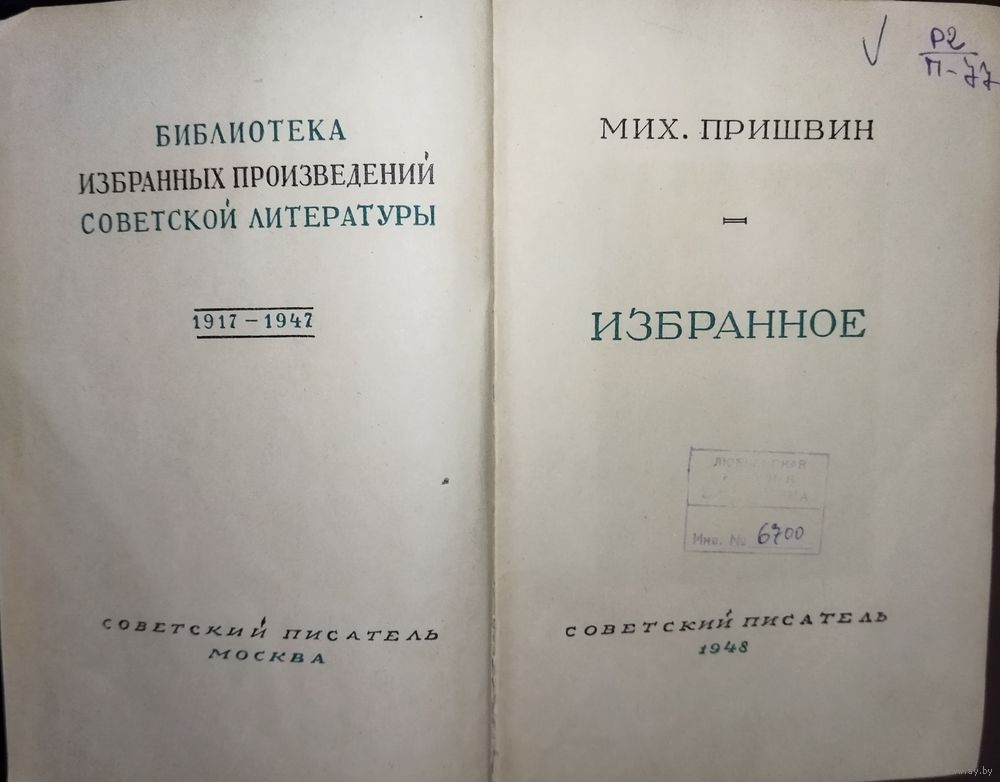 БИБЛИОТЕКА
ИЗБРАННЫХ ПРОИЗВЕДЕНИЙ
СОВЕТСКОЙ ЛИТЕРАТУРЫ
1917 – 1947
СОВЕТСКИЙ ПИСАТЕЛЬ
МОСКВА
Р2
П-77
МИХ. ПРИШВИН
ИЗБРАННОЕ
Инв. № 6700
СОВЕТСКИЙ ПИСАТЕЛЬ
1948